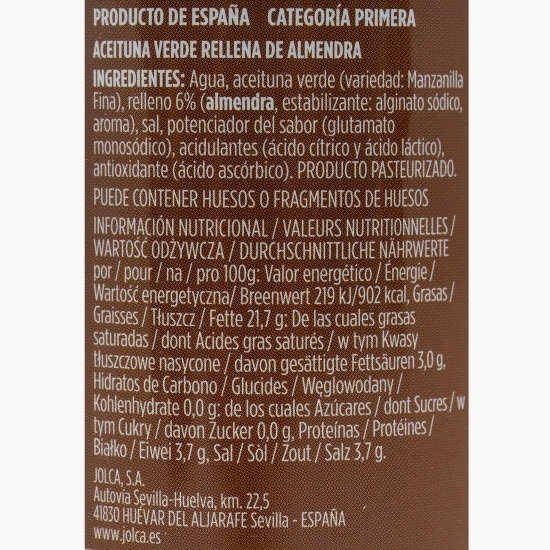 PRODUCTO DE ESPAÑA CATEGORÍA PRIMERA
ACEITUNA VERDE RELLENA DE ALMENDRA
INGREDIENTES: Agua, aceituna verde (variedad: Manzanilla
Fina), relleno 6% (almendra, estabilizante: alginato sódico,
aroma), sal, potenciador del sabor (glutamato
monosódico), acidulantes (ácido cítrico y ácido láctico),
antioxidante (ácido ascórbico). PRODUCTO PASTEURIZADO.
PUEDE CONTENER HUESOS O FRAGMENTOS DE HUESOS
INFORMACIÓN NUTRICIONAL / VALEURS NUTRITIONNELLES /
WARTOŚĆ ODŻYWCZA / DURCHSCHNITTLICHE NÄHRWERTE
por / pour / na / pro 100g: Valor energético / Énergie /
Wartość energetyczna/ Breenwert 219 kJ/902 kcal, Grasas/
Graisses / Tłuszcz / Fette 21,7 g: De las cuales grasas
saturadas / dont Acides gras saturés / w tym Kwasy
tłuszczowe nasycone / davon gesättigte Fettsäuren 3,0 g,
Hidratos de Carbono / Glucides / Węglowodany /
Kohlenhydrate 0,0 g: de los cuales Azúcares / dont Sucres / w
tym Cukry / davon Zucker 0,0 g, Proteínas / Protéines /
Białko / Eiwei 3,7 g, Sal / Sòl / Zout / Salz 3,7 g.
JOLCA, S.A.
Autovía Sevilla-Huelva, km. 22,5
41830 HUÉVAR DEL ALJARAFE Sevilla - ESPAÑA
www.jolca.es